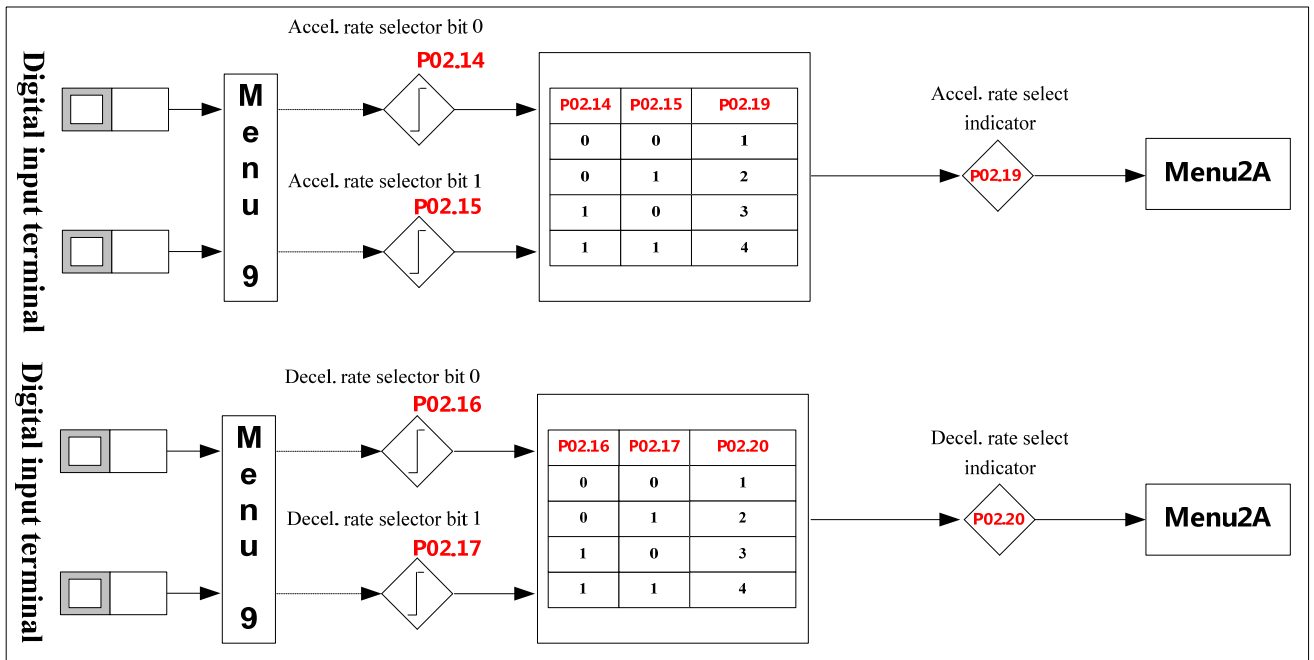 Digital input terminal
Menu 9
Accel. rate selector bit 0
P02.14
Accel. rate selector bit 1
P02.15
P02.14 P02.15 P02.19
0 0 1
0 1 2
1 0 3
1 1 4
Accel. rate select
indicator
P02.19
Menu2A
Digital input terminal
Menu 9
Decel. rate selector bit 0
P02.16
Decel. rate selector bit 1
P02.17
P02.16 P02.17 P02.20
0 0 1
0 1 2
1 0 3
1 1 4
Decel. rate select
indicator
P02.20
Menu2A